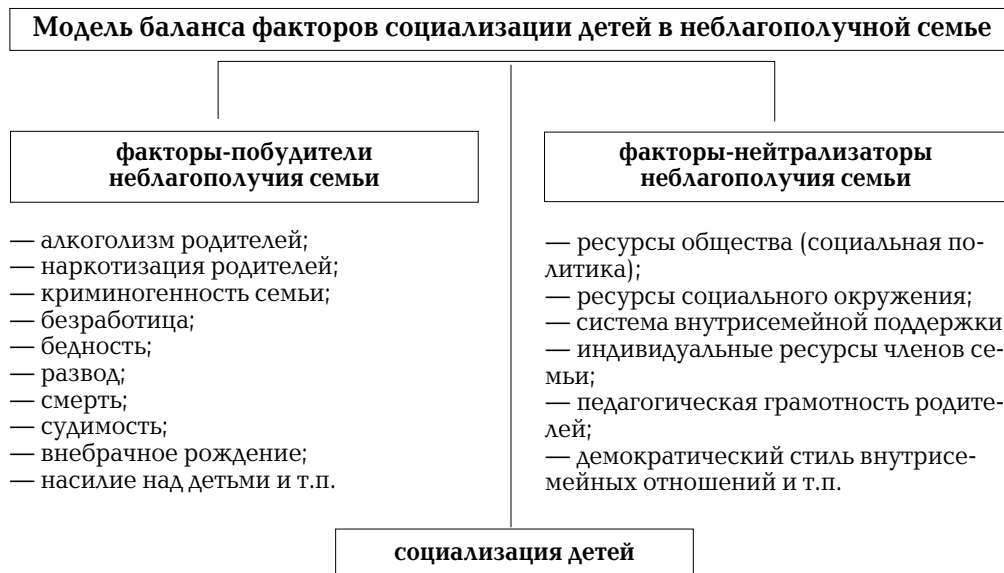 Модель баланса факторов социализации детей в неблагополучной семье
факторы-побудители
неблагополучия семьи
— алкоголизм родителей;
— наркотизация родителей;
— криминогенность семьи;
— безработица;
— бедность;
— развод;
— смерть;
— судимость;
— внебрачное рождение;
— насилие над детьми и т.п.
факторы-нейтрализаторы
неблагополучия семьи
— ресурсы общества (социальная по-
литика);
— ресурсы социального окружения;
— система внутрисемейной поддержки
— индивидуальные ресурсы членов се-
мьи;
— педагогическая грамотность родите-
лей;
— демократический стиль внутрисе-
мейных отношений и т.п.
социализация детей